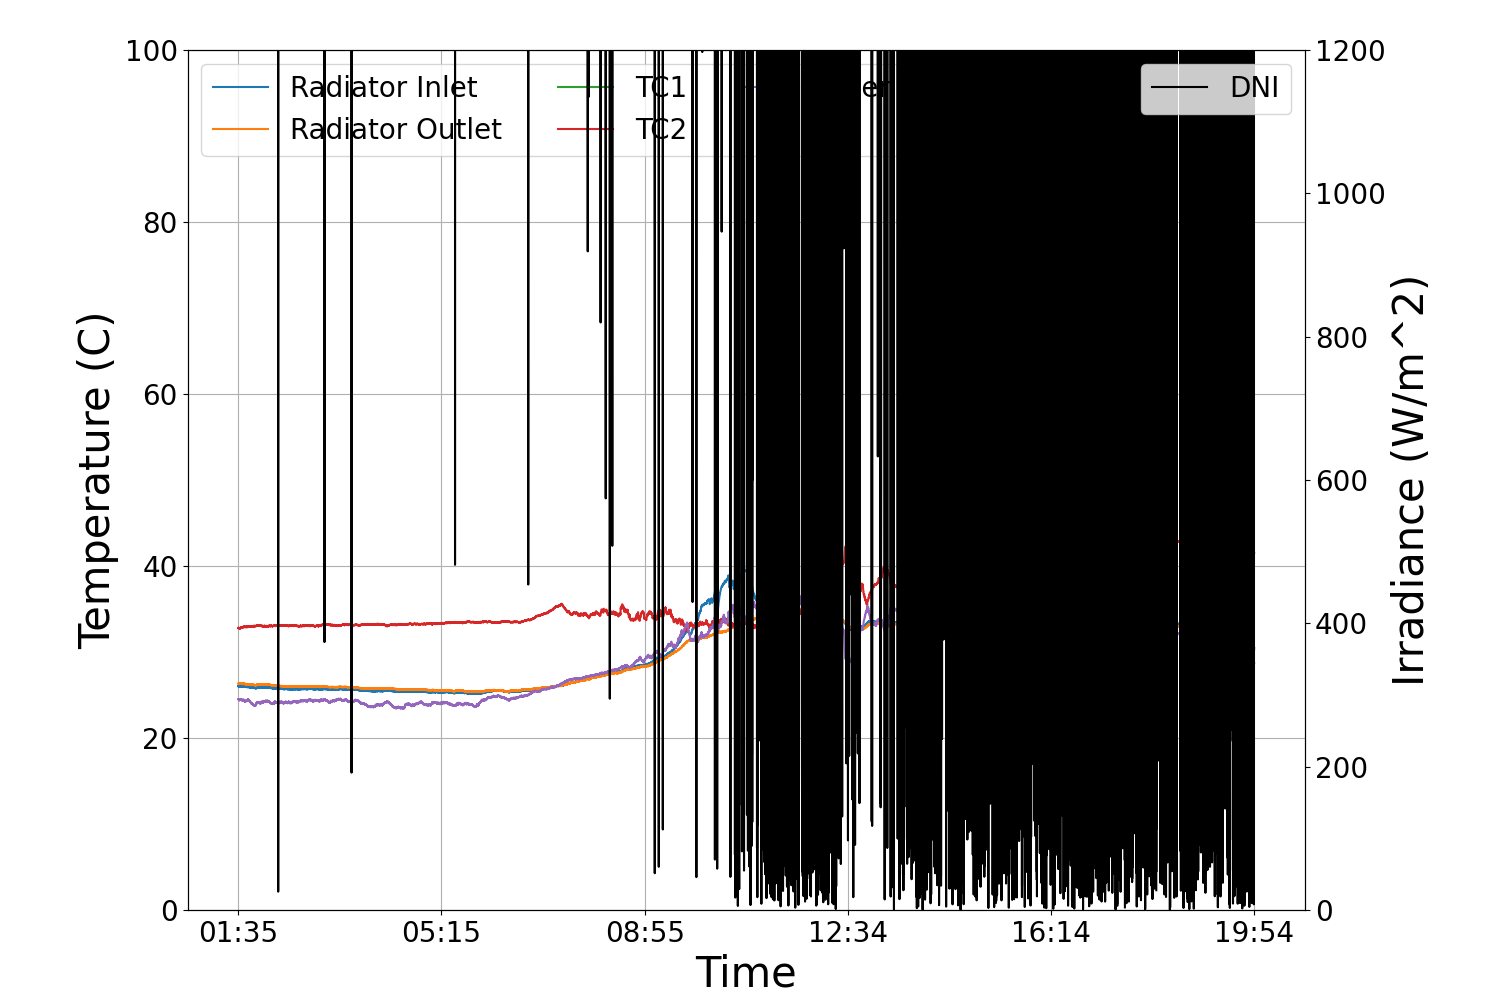 Radiator Inlet
Radiator Outlet
TC1
TC2
DNI
Temperature (C)
100
80
60
40
20
0
Irradiance (W/m^2)
1200
1000
800
600
400
200
0
01:35 05:15 08:55 12:34 16:14 19:54
Time